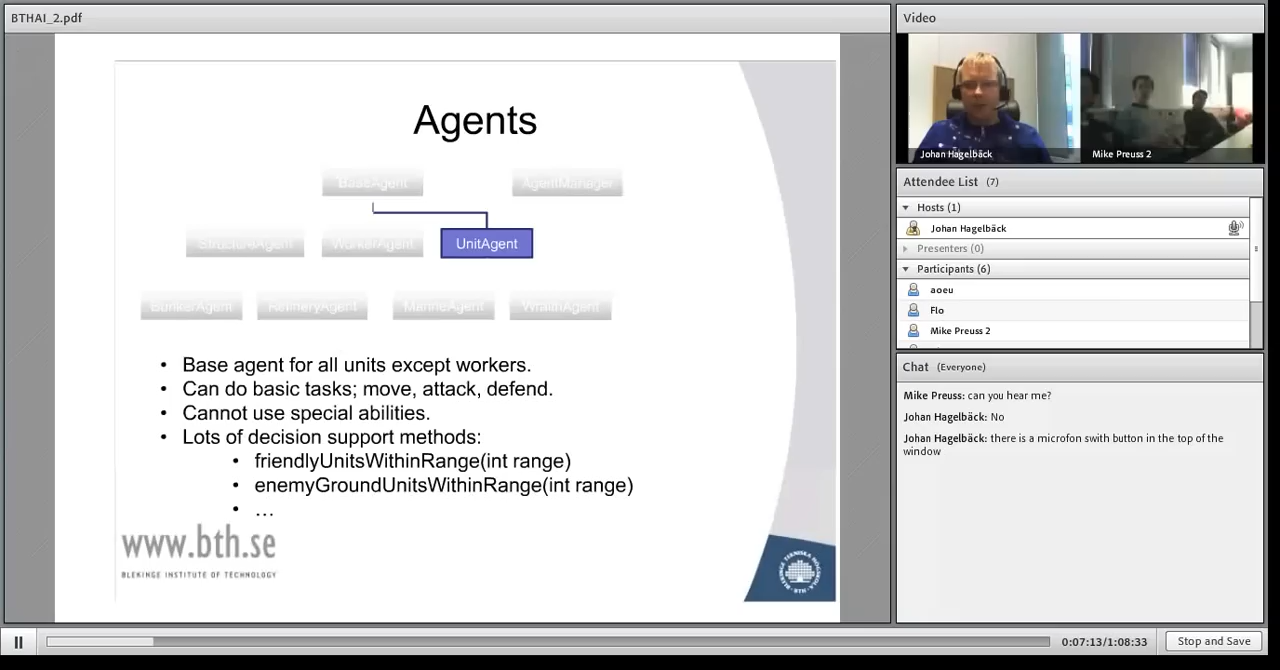 BTHAI_2.pdf
Agents
BaseAgent
AgentManager
StructureAgent
WorkerAgent
UnitAgent
BunkerAgent
RefineryAgent
MarineAgent
WraithAgent
• Base agent for all units except workers.
• Can do basic tasks; move, attack, defend.
• Cannot use special abilities.
• Lots of decision support methods:
• friendlyUnitsWithinRange(int range)
• enemyGroundUnitsWithinRange(int range)
• …
www.bth.se
BLEKINGE INSTITUTE OF TECHNOLOGY
BLEKINGE TEKNISKA HÖGSKOLA
BTH
Video
Johan Hagelbäck
Mike Preuss 2
Attendee List (7)
Hosts (1)
Johan Hagelbäck
Presenters (0)
Participants (6)
aoeu
Flo
Mike Preuss 2
Chat (Everyone)
Mike Preuss: can you hear me?
Johan Hagelbäck: No
Johan Hagelbäck: there is a microfon swith button in the top of the
window
0:07:13/1:08:33
Stop and Save